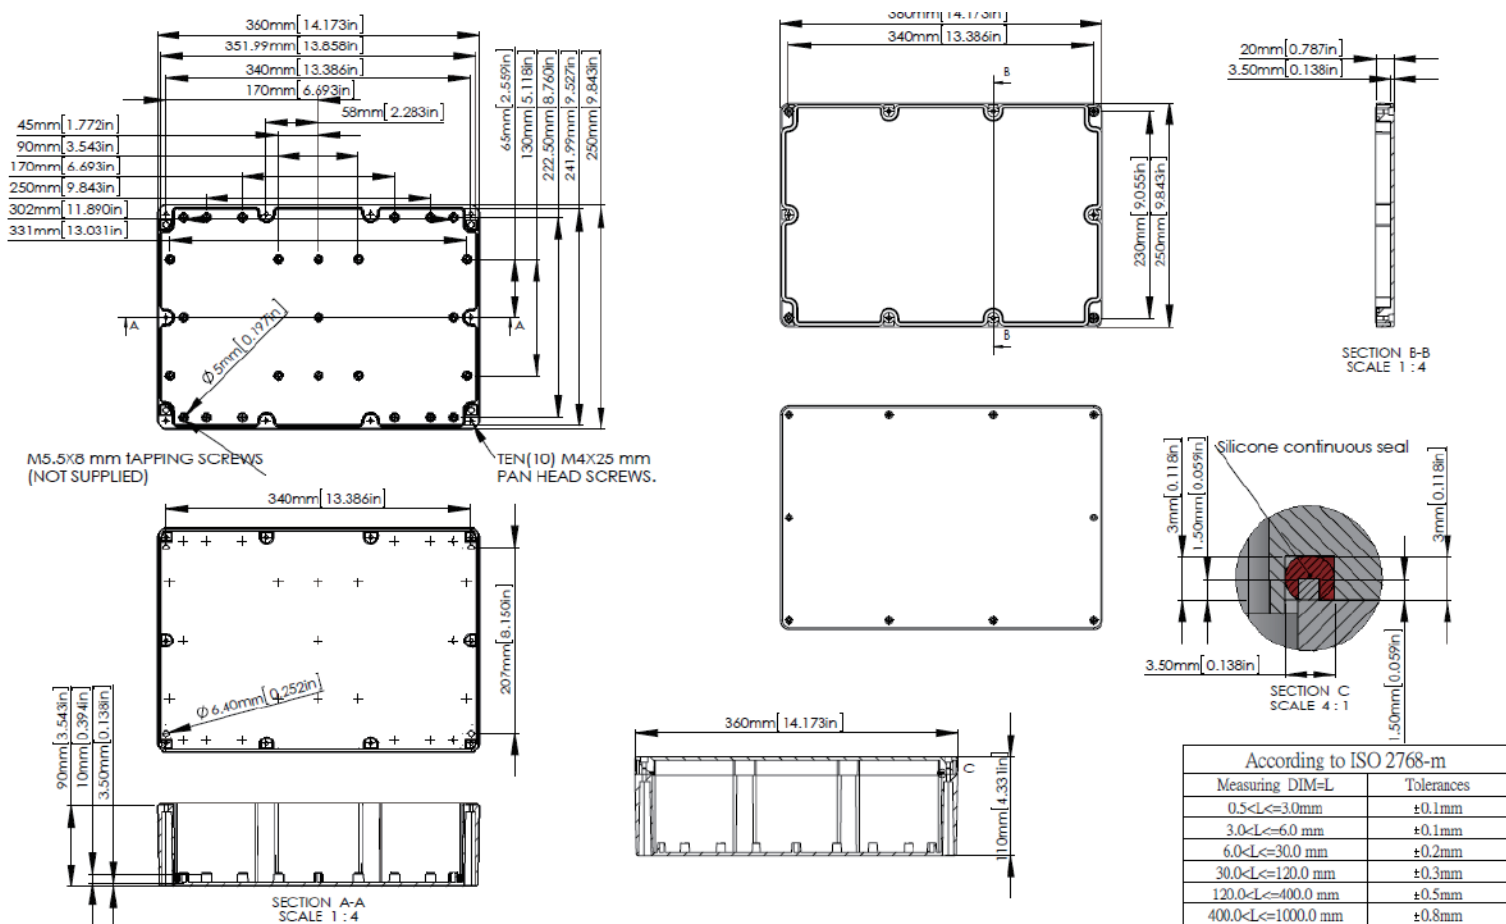 360mm[14.173in]
351.99mm[13.858in]
340mm[13.386in]
170mm[6.693in]
58mm[2.283in]
45mm[1.772in]
90mm[3.543in]
170mm[6.693in]
250mm[9.843in]
302mm[11.890in]
331mm[13.031in]
65mm[2.559in]
130mm[5.118in]
222.50mm[8.760in]
241.99mm[9.527in]
250mm[9.843in]
A
A
Ø5mm[0.197in]
M5.5X8 mm tAPPING SCREWS
(NOT SUPPLIED)
TEN(10) M4X25 mm
PAN HEAD SCREWS.
360mm[14.173in]
340mm[13.386in]
B
B
230mm[9.055in]
250mm[9.843in]
20mm[0.787in]
3.50mm[0.138in]
SECTION B-B
SCALE 1 : 4
340mm[13.386in]
207mm[8.150in]
Ø6.40mm[0.252in]
90mm[3.543in]
10mm[0.394in]
3.50mm[0.138in]
SECTION A-A
SCALE 1 : 4
360mm[14.173in]
C
110mm[4.331in]
Silicone continuous seal
3mm[0.118in]
1.50mm[0.059in]
3mm[0.118in]
1.50mm[0.059in]
3.50mm[0.138in]
SECTION C
SCALE 4 : 1
According to ISO 2768-m
Measuring DIM=L Tolerances
0.5<L<=3.0mm ±0.1mm
3.0<L<=6.0 mm ±0.1mm
6.0<L<=30.0 mm ±0.2mm
30.0<L<=120.0 mm ±0.3mm
120.0<L<=400.0 mm ±0.5mm
400.0<L<=1000.0 mm ±0.8mm